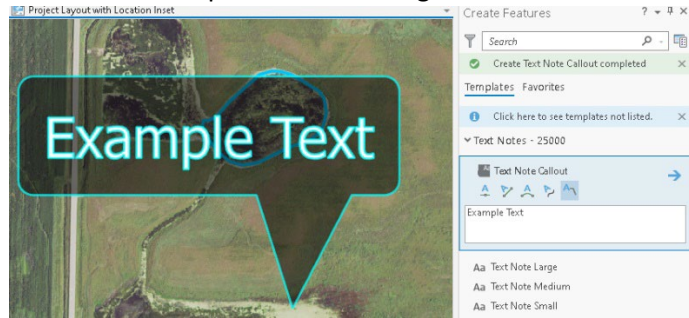 Project Layout with Location Inset
Example Text
Create Features
Search
Create Text Note Callout completed
Templates Favorites
Click here to see templates not listed.
Text Notes - 25000
Text Note Callout
Example Text
Aa Text Note Large
Aa Text Note Medium
Aa Text Note Small